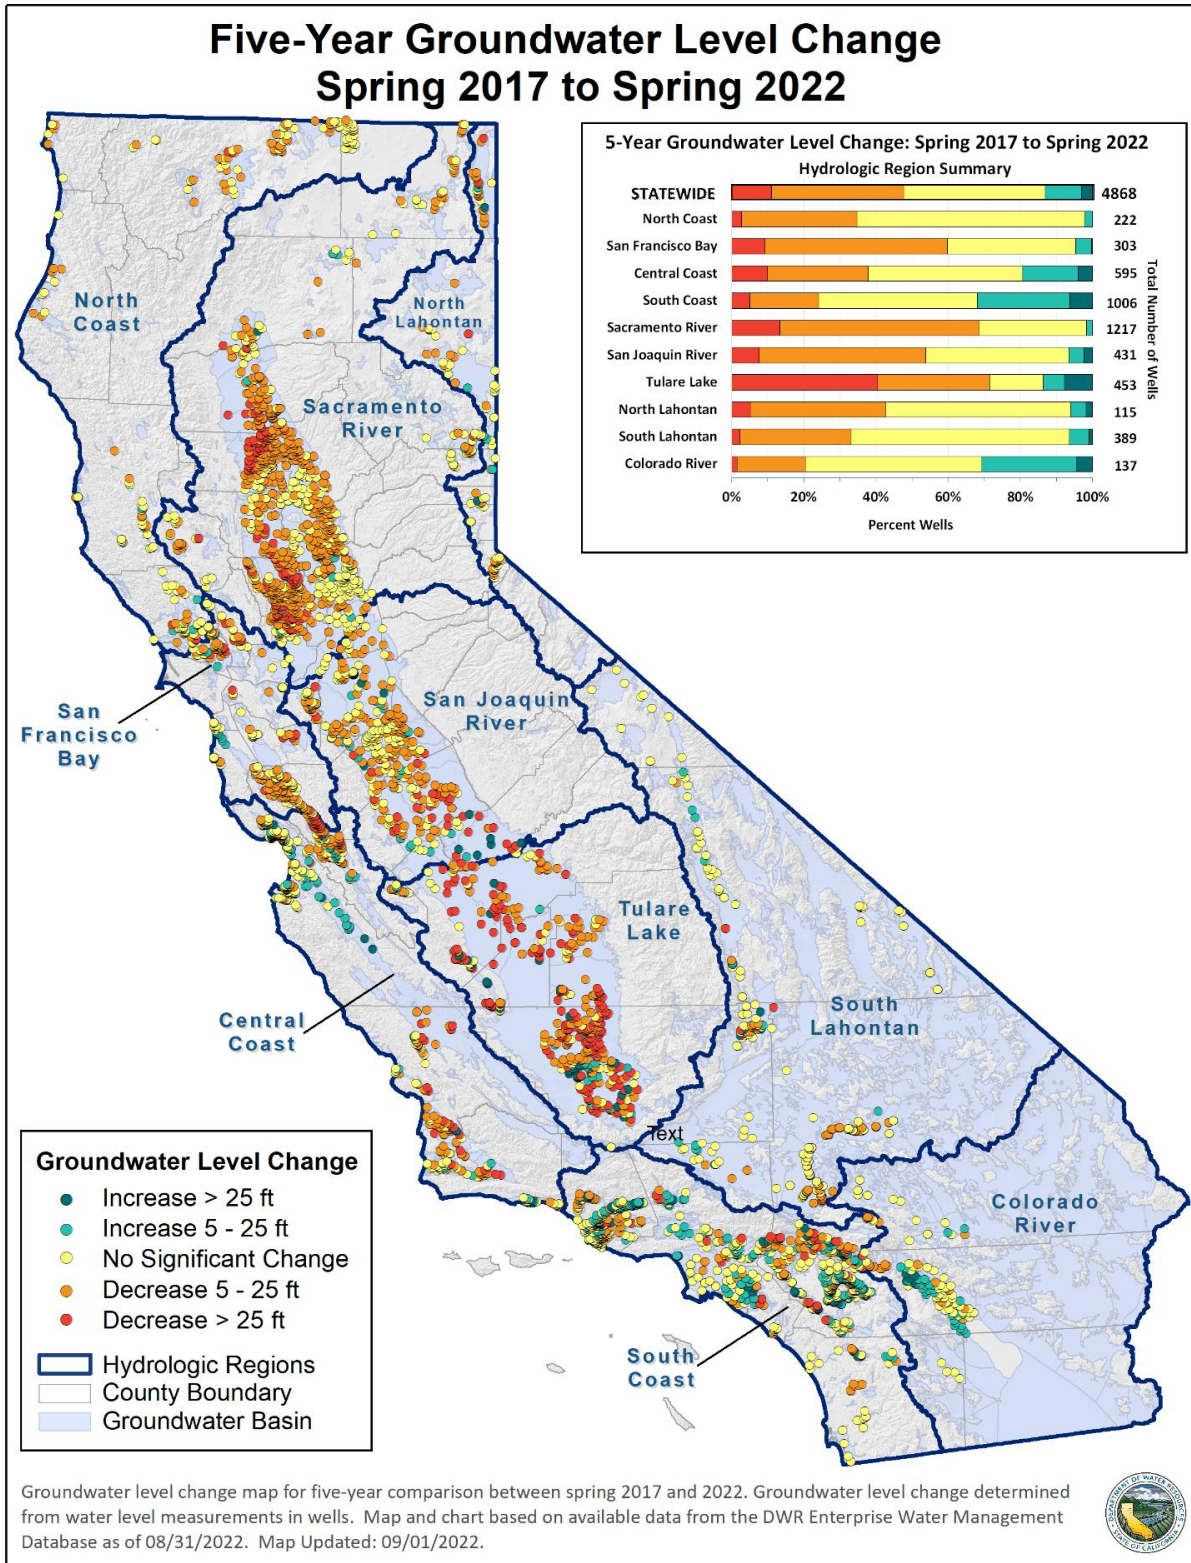 Five-Year Groundwater Level Change
Spring 2017 to Spring 2022
5-Year Groundwater Level Change: Spring 2017 to Spring 2022
Hydrologic Region Summary
STATEWIDE 4868
North Coast 222
San Francisco Bay 303
Central Coast 595
South Coast 1006
Sacramento River 1217
San Joaquin River 431
Tulare Lake 453
North Lahontan 115
South Lahontan 389
Colorado River 137
0% 20% 40% 60% 80% 100%
Percent Wells
Total Number of Wells
North
Coast
North
Lahontan
Sacramento
River
San Joaquin
River
San
Francisco
Bay
Tulare
Lake
South
Lahontan
Central
Coast
Text
Colorado
River
South
Coast
Groundwater Level Change
Increase > 25 ft
Increase 5 - 25 ft
No Significant Change
Decrease 5 - 25 ft
Decrease > 25 ft
Hydrologic Regions
County Boundary
Groundwater Basin
Groundwater level change map for five-year comparison between spring 2017 and 2022. Groundwater level change determined
from water level measurements in wells. Map and chart based on available data from the DWR Enterprise Water Management
Database as of 08/31/2022. Map Updated: 09/01/2022.
DEPARTMENT OF WATER RESOURCES
STATE OF CALIFORNIA